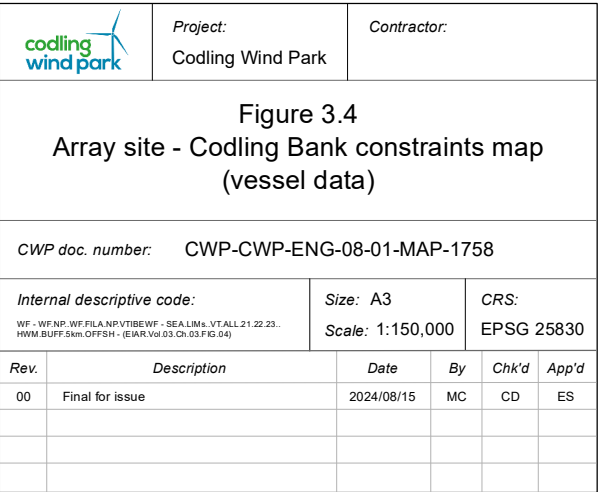 codling
wind park
Project:
Codling Wind Park
Contractor:
Figure 3.4
Array site - Codling Bank constraints map
(vessel data)
CWP doc. number: CWP-CWP-ENG-08-01-MAP-1758
Internal descriptive code:
WF - WF.NP..WF.FILA.NP.VTIBEWF - SEA.LIMs..VT.ALL.21.22.23..
HWM.BUFF.5km.OFFSH - (EIAR.Vol.03.Ch.03.FIG.04)
Size: A3
Scale: 1:150,000
CRS:
EPSG 25830
Rev. Description Date By Chk'd App'd
00 Final for issue 2024/08/15 MC CD ES